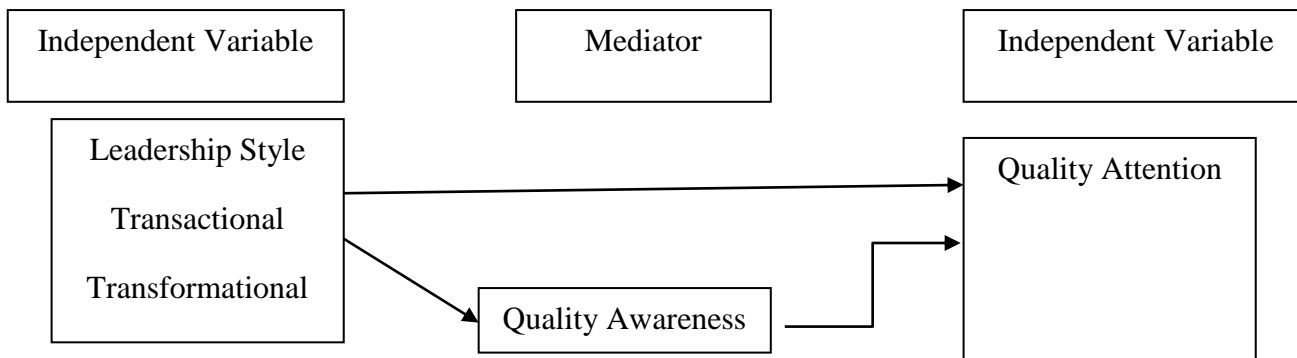 Independent Variable
Mediator
Independent Variable
Leadership Style
Transactional
Transformational
Quality Awareness
Quality Attention